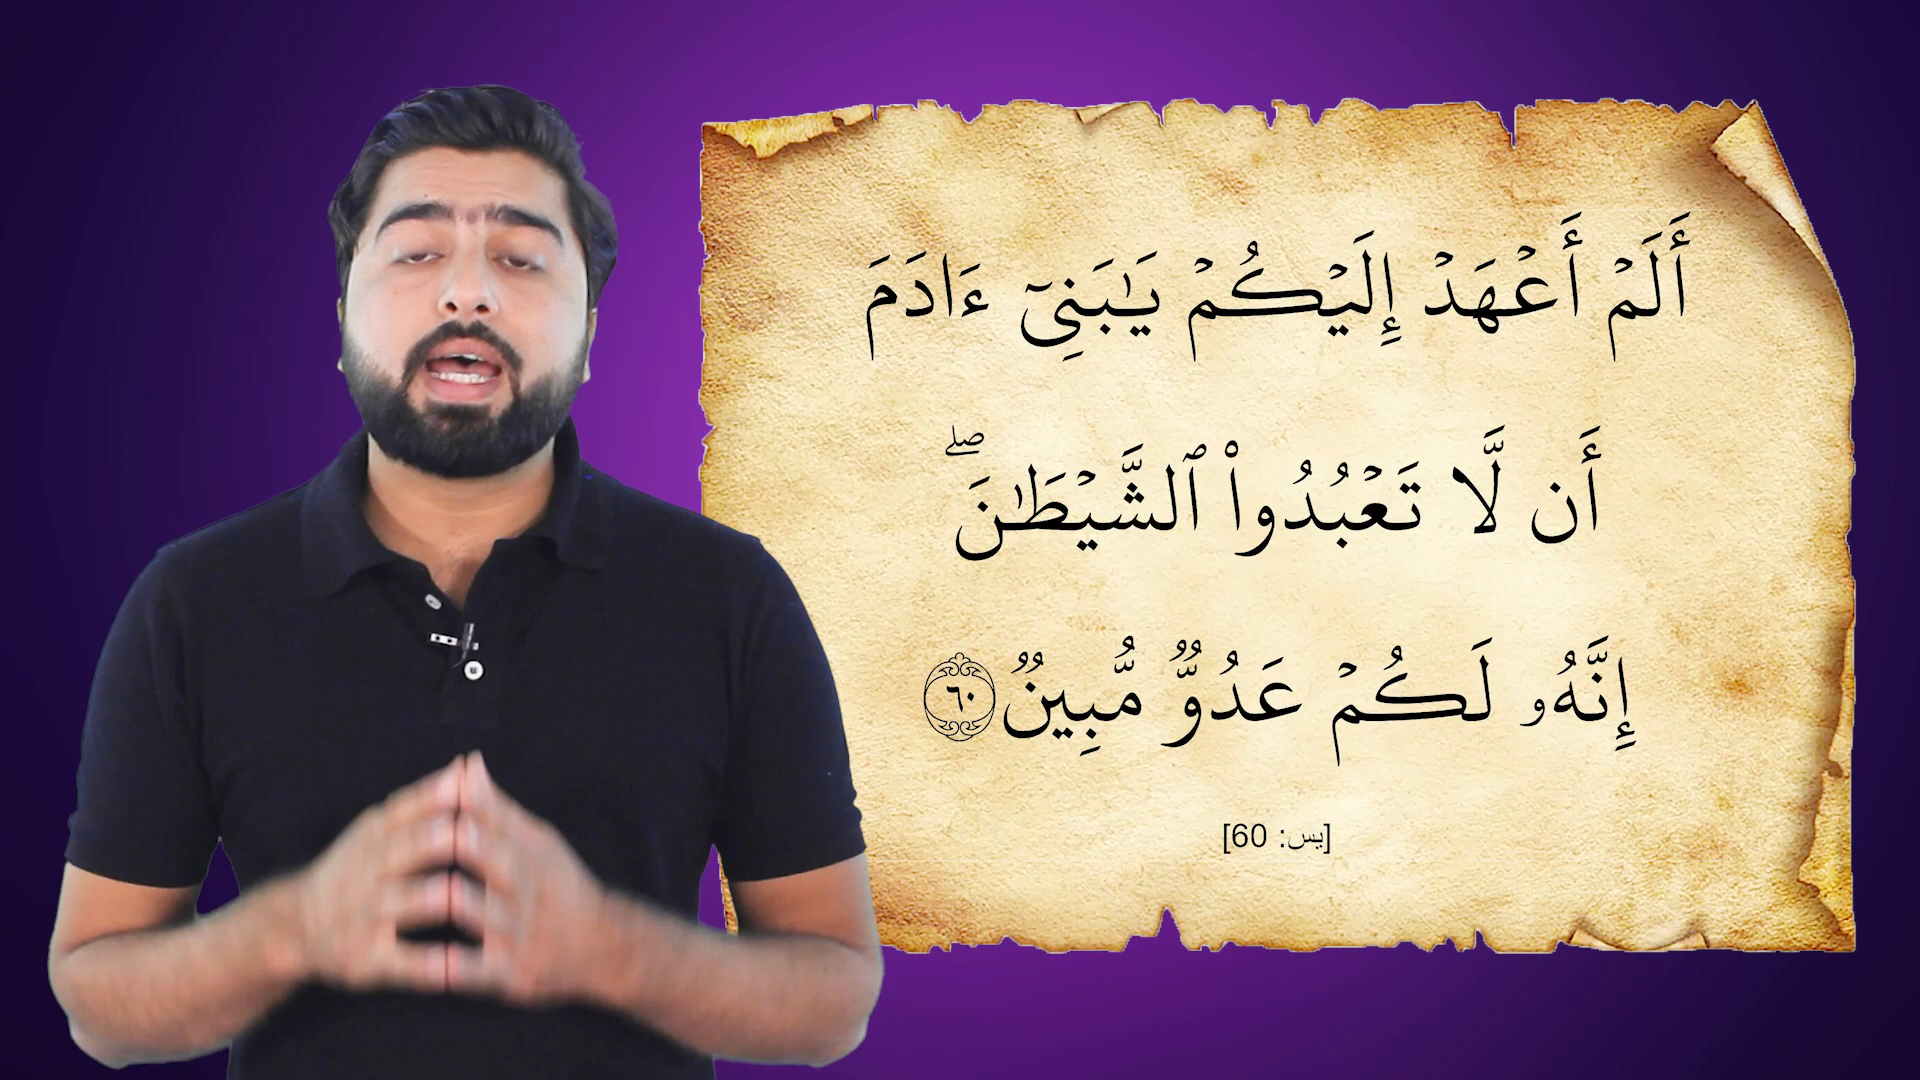 أَلَمْ أَعْهَدْ إِلَيْكُمْ يَٰبَنِىٓ ءَادَمَ
أَن لَّا تَعْبُدُوا۟ ٱلشَّيْطَٰنَ ۖ
إِنَّهُۥ لَكُمْ عَدُوٌّ مُّبِينٌ ٦٠
[يس: 60]